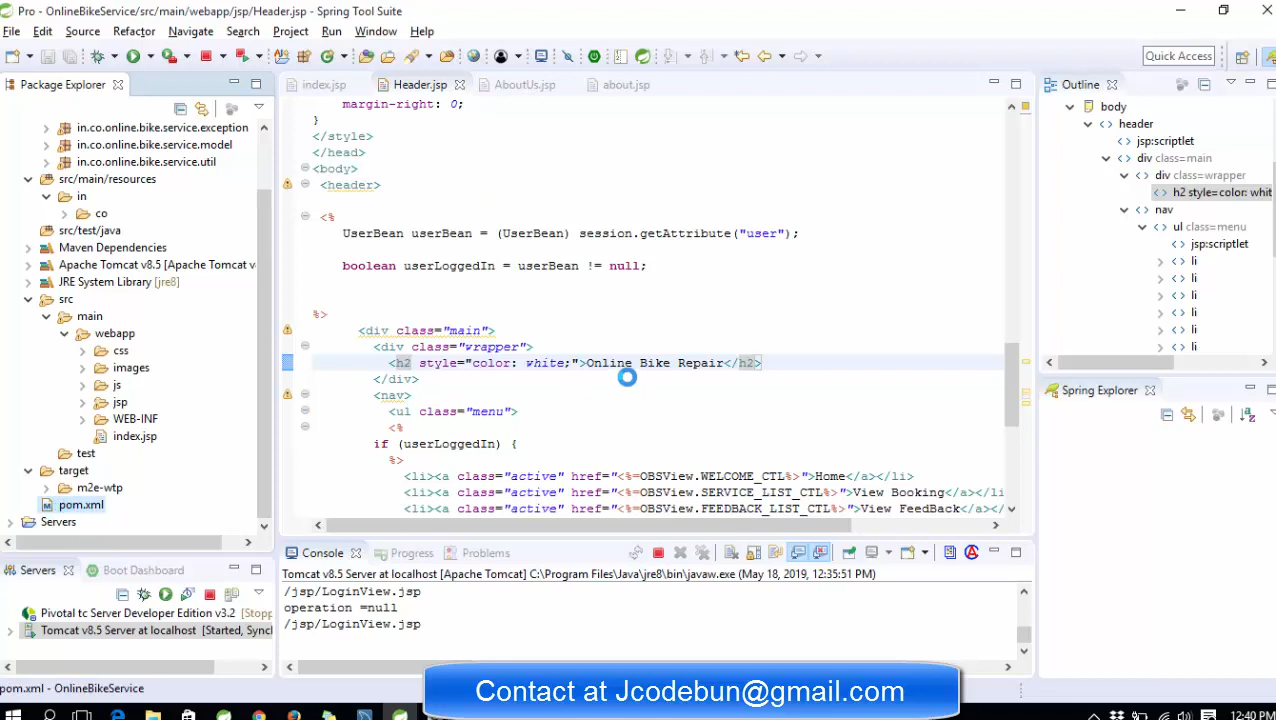 Pro - OnlineBikeService/src/main/webapp/jsp/Header.jsp - Spring Tool Suite
File Edit Source Refactor Navigate Search Project Run Window Help
Quick Access
Package Explorer
in.co.online.bike.service.exception
in.co.online.bike.service.model
in.co.online.bike.service.util
src/main/resources
in
co
src/test/java
Maven Dependencies
Apache Tomcat v8.5 [Apache Tomcat v
JRE System Library [jre8]
src
main
webapp
css
images
js
jsp
WEB-INF
index.jsp
test
target
m2e-wtp
pom.xml
Servers
index.jsp Header.jsp AboutUs.jsp about.jsp
margin-right: 0;
}
</style>
</head>
<body>
<header>
<%
UserBean userBean = (UserBean) session.getAttribute("user");
boolean userLoggedIn = userBean != null;
%>
<div class="main">
<div class="wrapper">
<h2 style="color: white;">Online Bike Repair</h2>
</div>
<nav>
<ul class="menu">
<%
if (userLoggedIn) {
%>
<li><a class="active" href="<%=OBSView.WELCOME_CTL%>">Home</a></li>
<li><a class="active" href="<%=OBSView.SERVICE_LIST_CTL%>">View Booking</a></li
<li><a class="active" href="<%=OBSView.FEEDBACK_LIST_CTL%>">View FeedBack</a></
Outline
body
header
jsp:scriptlet
div class=main
div class=wrapper
h2 style=color: whit
nav
ul class=menu
jsp:scriptlet
li
li
li
li
li
li
Spring Explorer
Servers Boot Dashboard
Pivotal tc Server Developer Edition v3.2 [Stopp
Tomcat v8.5 Server at localhost [Started, Synch
Console Progress Problems
Tomcat v8.5 Server at localhost [Apache Tomcat] C:\Program Files\Java\jre8\bin\javaw.exe (May 18, 2019, 12:35:51 PM)
/jsp/LoginView.jsp
operation =null
/jsp/LoginView.jsp
pom.xml - OnlineBikeService
Contact at Jcodebun@gmail.com
12:40 PM